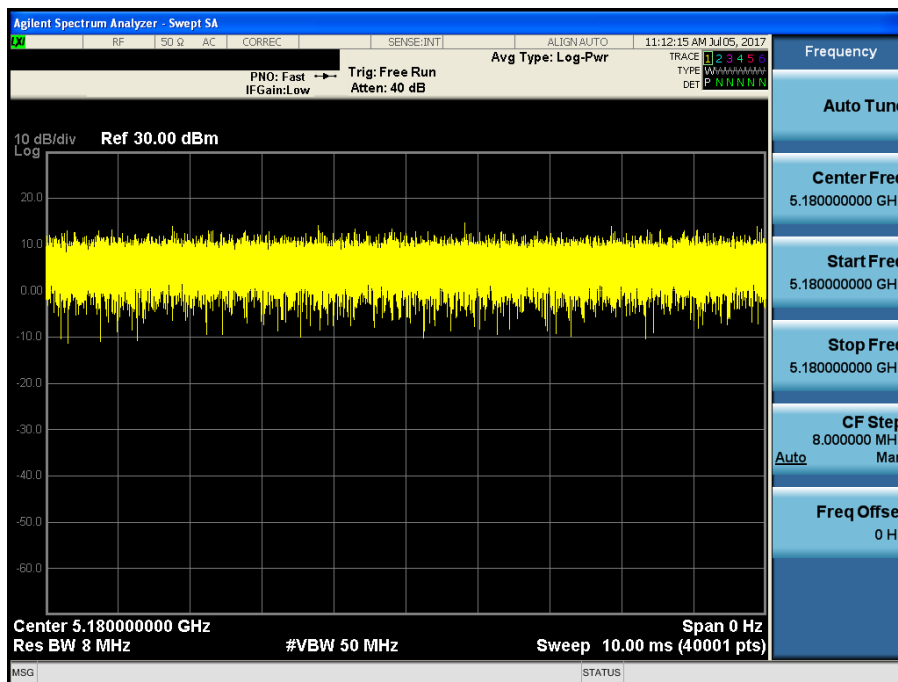 Agilent Spectrum Analyzer - Swept SA
LXI RF 50 Ω AC CORREC SENSE:INT ALIGNAUTO 11:12:15 AM Jul 05, 2017
PNO: Fast
IFGain:Low
Trig: Free Run
Atten: 40 dB
Avg Type: Log-Pwr
TRACE 1 2 3 4 5 6
TYPE W
DET P N N N N N
10 dB/div
Log
Ref 30.00 dBm
20.0
10.0
0.00
-10.0
-20.0
-30.0
-40.0
-50.0
-60.0
Center 5.180000000 GHz
Span 0 Hz
Res BW 8 MHz
#VBW 50 MHz
Sweep 10.00 ms (40001 pts)
MSG
STATUS
Frequency
Auto Tun
Center Fre
5.180000000 GH
Start Fre
5.180000000 GH
Stop Fre
5.180000000 GH
CF Step
8.000000 MH
Auto Ma
Freq Offse
0 H